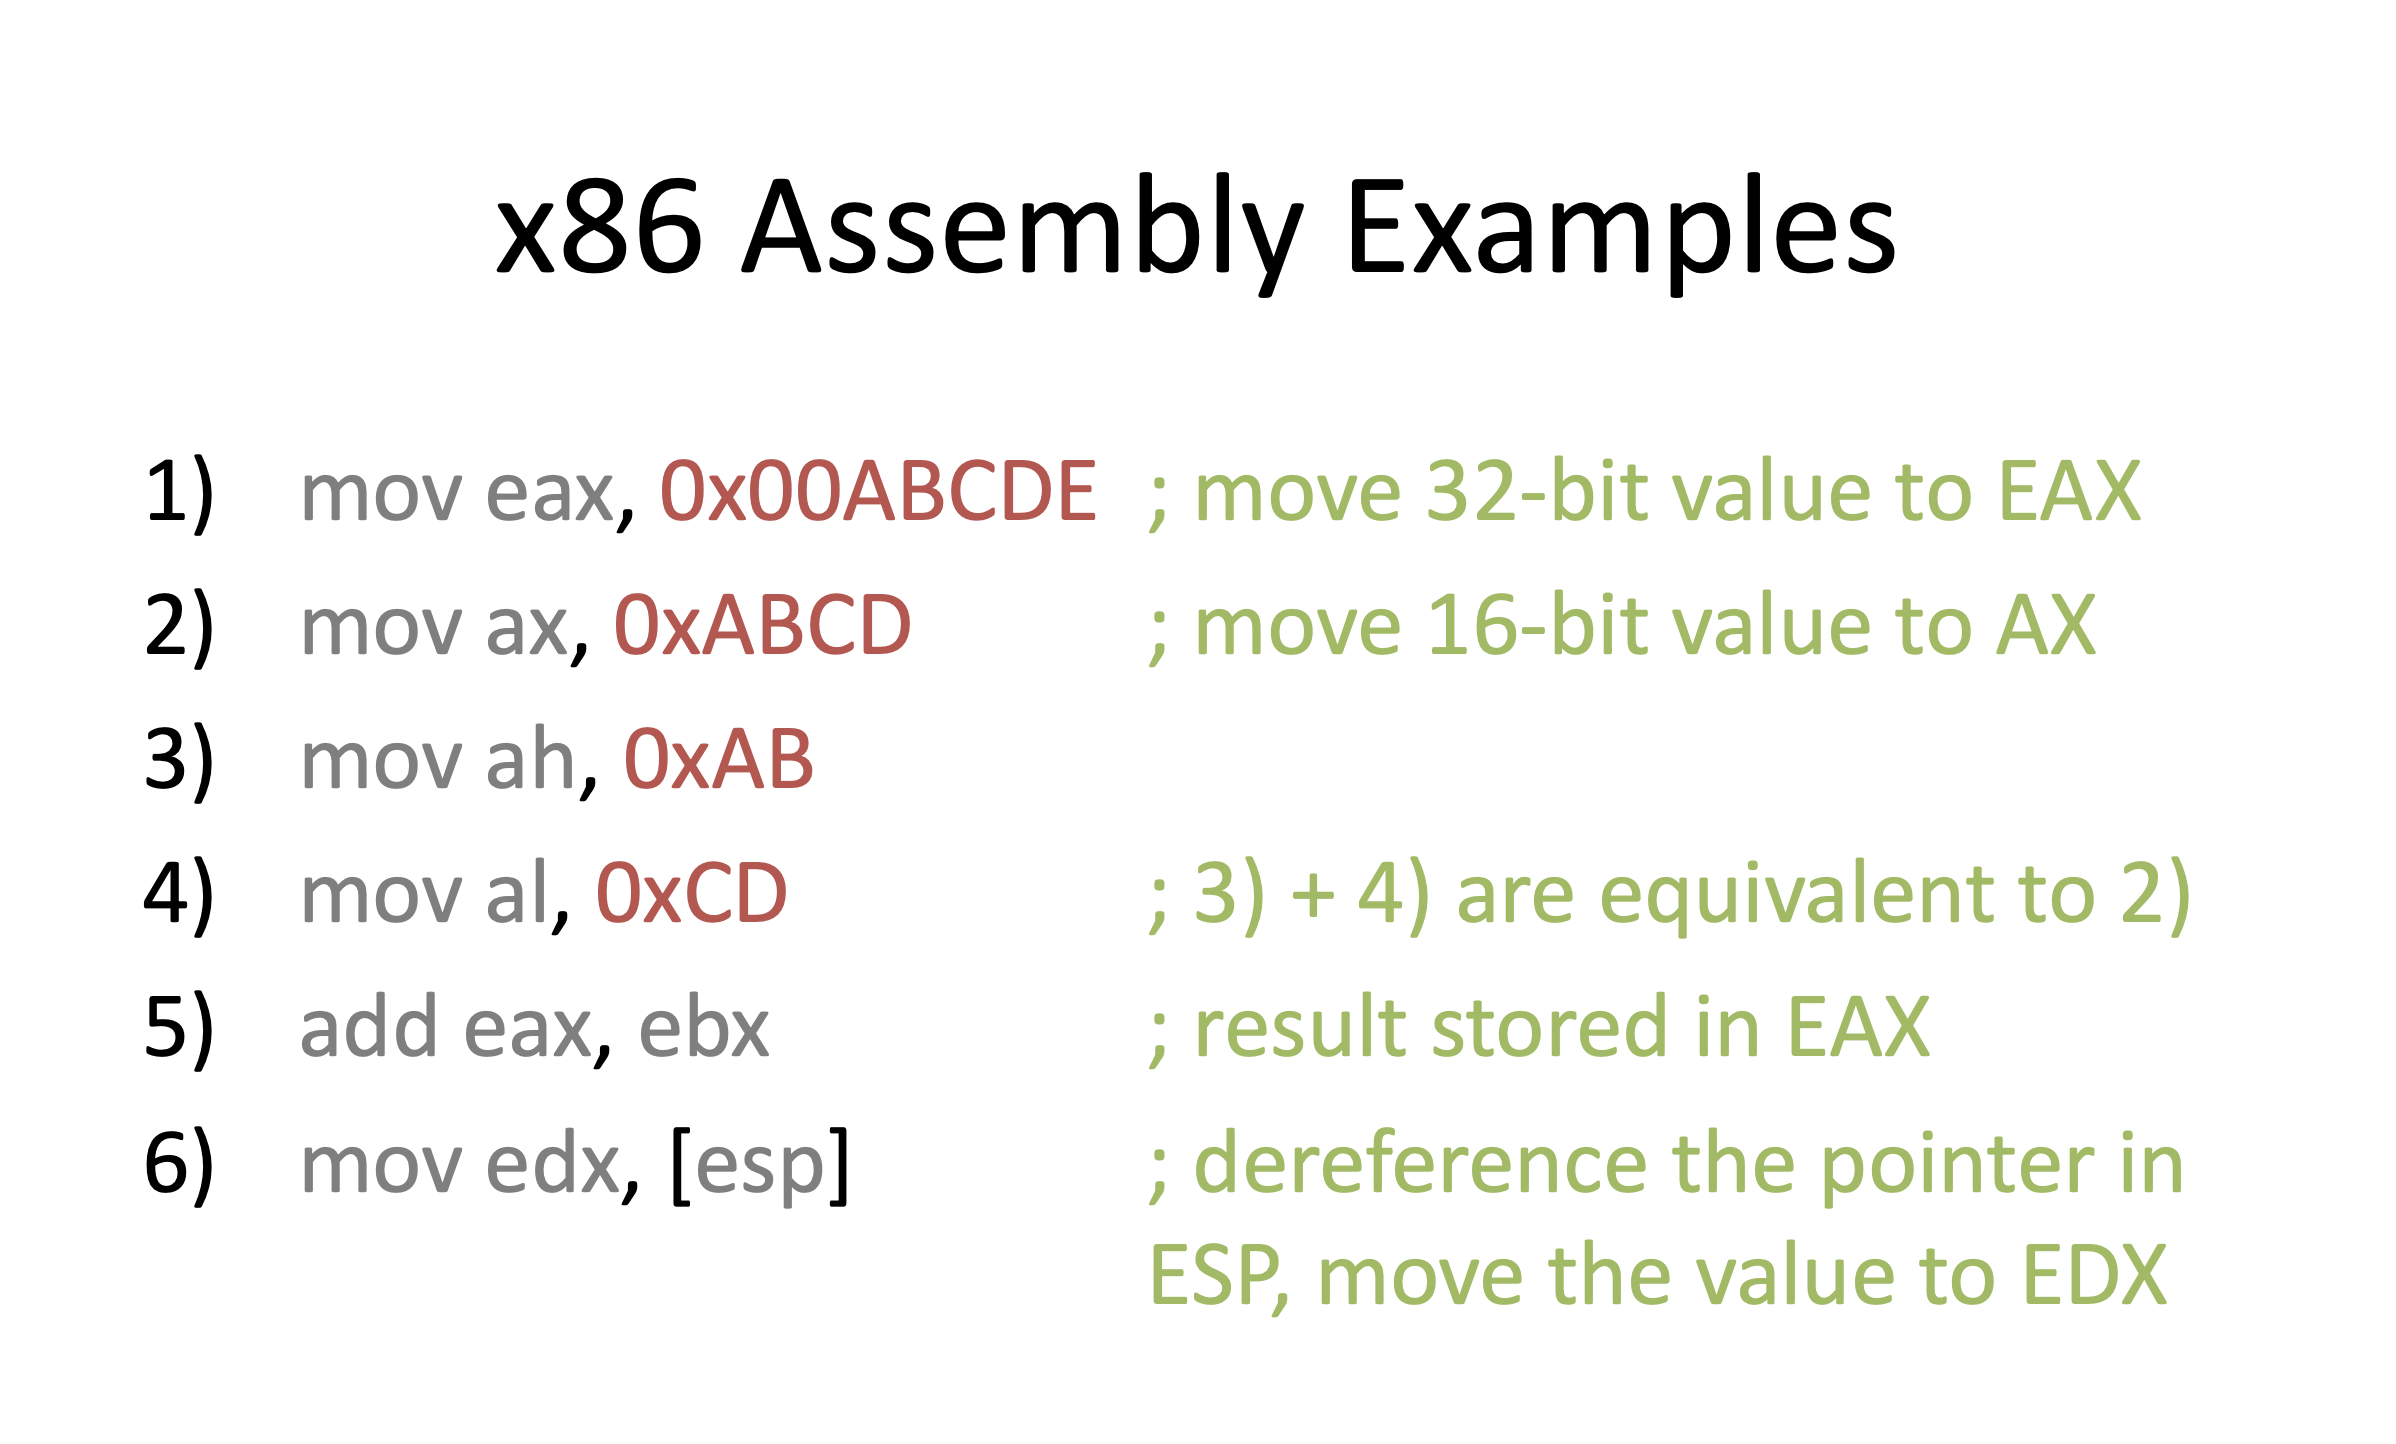 x86 Assembly Examples
1) mov eax, 0x00ABCDE ; move 32-bit value to EAX
2) mov ax, 0xABCD ; move 16-bit value to AX
3) mov ah, 0xAB
4) mov al, 0xCD ; 3) + 4) are equivalent to 2)
5) add eax, ebx ; result stored in EAX
6) mov edx, [esp] ; dereference the pointer in
ESP, move the value to EDX